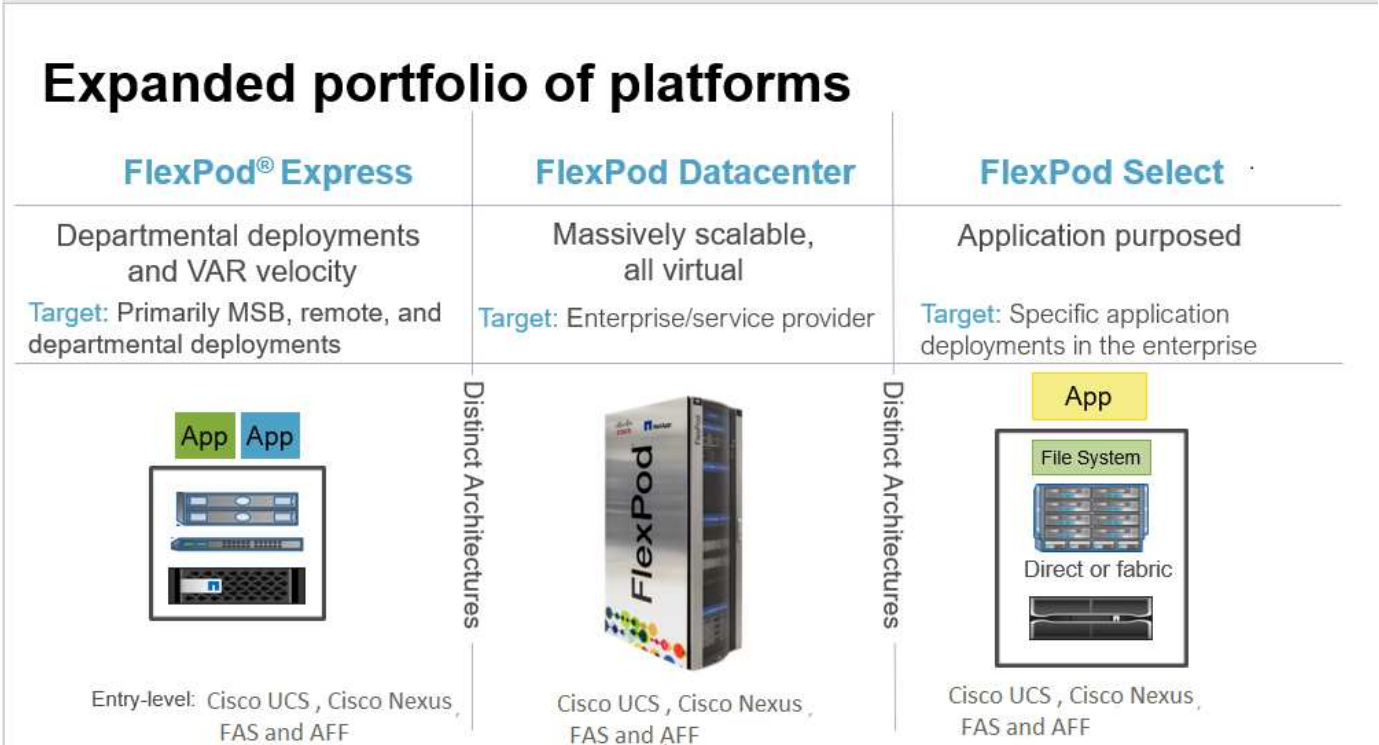 Expanded portfolio of platforms
FlexPod® Express
Departmental deployments
and VAR velocity
Target: Primarily MSB, remote, and
departmental deployments
App App
Entry-level: Cisco UCS , Cisco Nexus ,
FAS and AFF
Distinct Architectures
FlexPod Datacenter
Massively scalable,
all virtual
Target: Enterprise/service provider
CISCO NetApp
FlexPod
FlexPod
Cisco UCS , Cisco Nexus ,
FAS and AFF
Distinct Architectures
FlexPod Select .
Application purposed
Target: Specific application
deployments in the enterprise
App
File System
Direct or fabric
Cisco UCS , Cisco Nexus ,
FAS and AFF